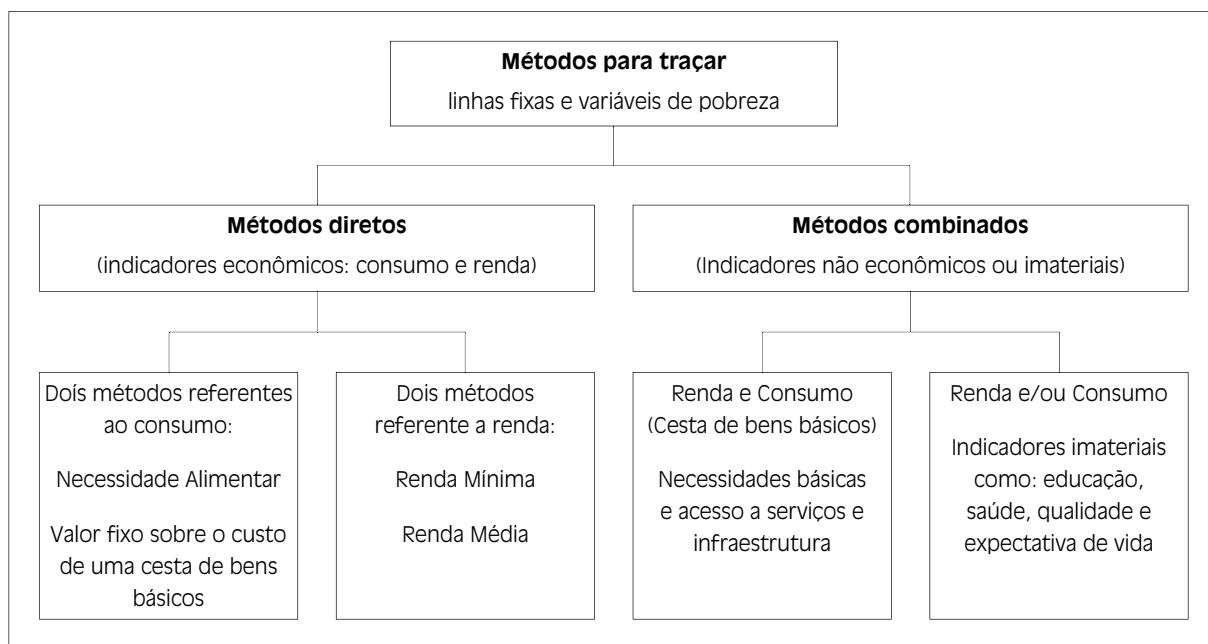 Métodos para traçar
linhas fixas e variáveis de pobreza
Métodos diretos
(indicadores econômicos: consumo e renda)
Métodos combinados
(Indicadores não econômicos ou imateriais)
Doís métodos referentes
ao consumo:
Necessidade Alimentar
Valor fixo sobre o custo
de uma cesta de bens
básicos
Dois métodos
referente a renda:
Renda Mínima
Renda Média
Renda e Consumo
(Cesta de bens básicos)
Necessidades básicas
e acesso a serviços e
infraestrutura
Renda e/ou Consumo
Indicadores imateriais
como: educação,
saúde, qualidade e
expectativa de vida